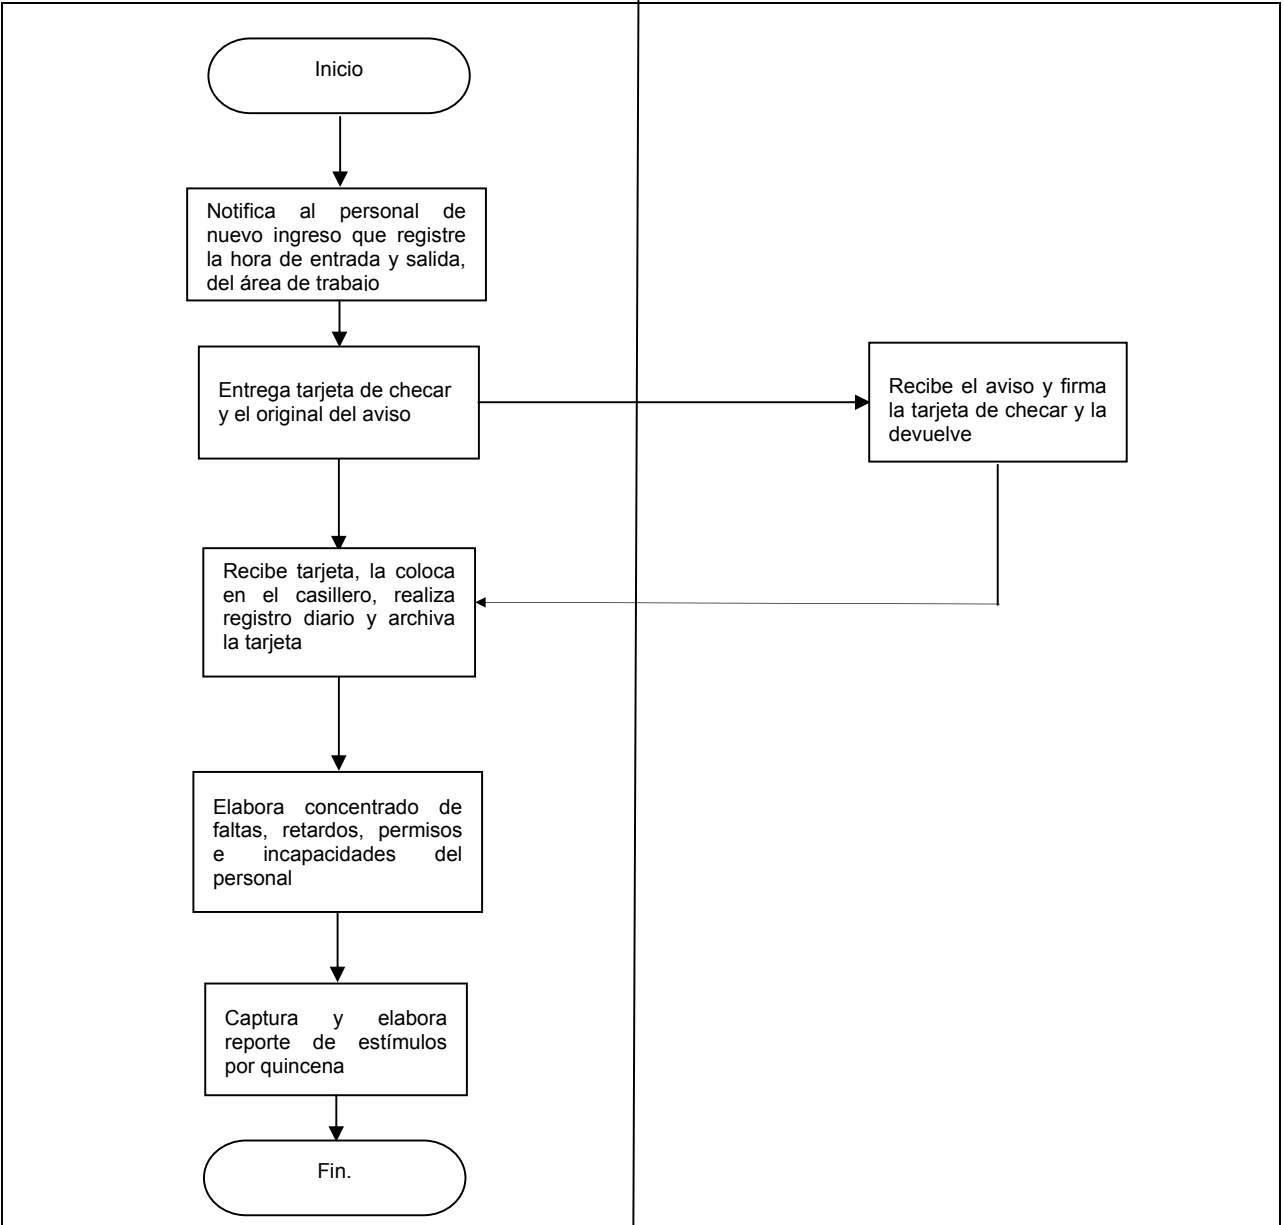 Inicio
Notifica al personal de
nuevo ingreso que registre
la hora de entrada y salida,
del área de trabajo
Entrega tarjeta de checar
y el original del aviso
Recibe el aviso y firma
la tarjeta de checar y la
devuelve
Recibe tarjeta, la coloca
en el casillero, realiza
registro diario y archiva
la tarjeta
Elabora concentrado de
faltas, retardos, permisos
e incapacidades del
personal
Captura y elabora
reporte de estímulos
por quincena
Fin.